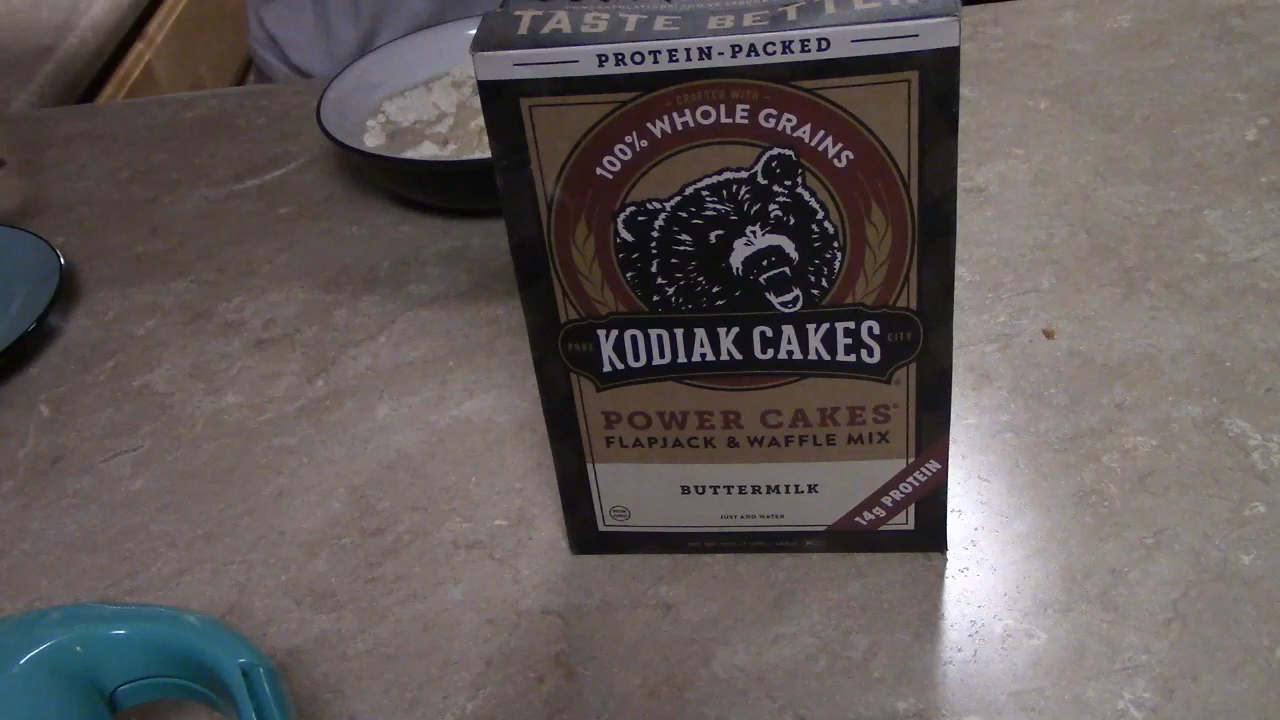 TASTE BETTER
PROTEIN-PACKED
CRAFTED WITH
100% WHOLE GRAINS
PARK CITY
KODIAK CAKES
POWER CAKES®
FLAPJACK & WAFFLE MIX
BUTTERMILK
14g PROTEIN
JUST ADD WATER